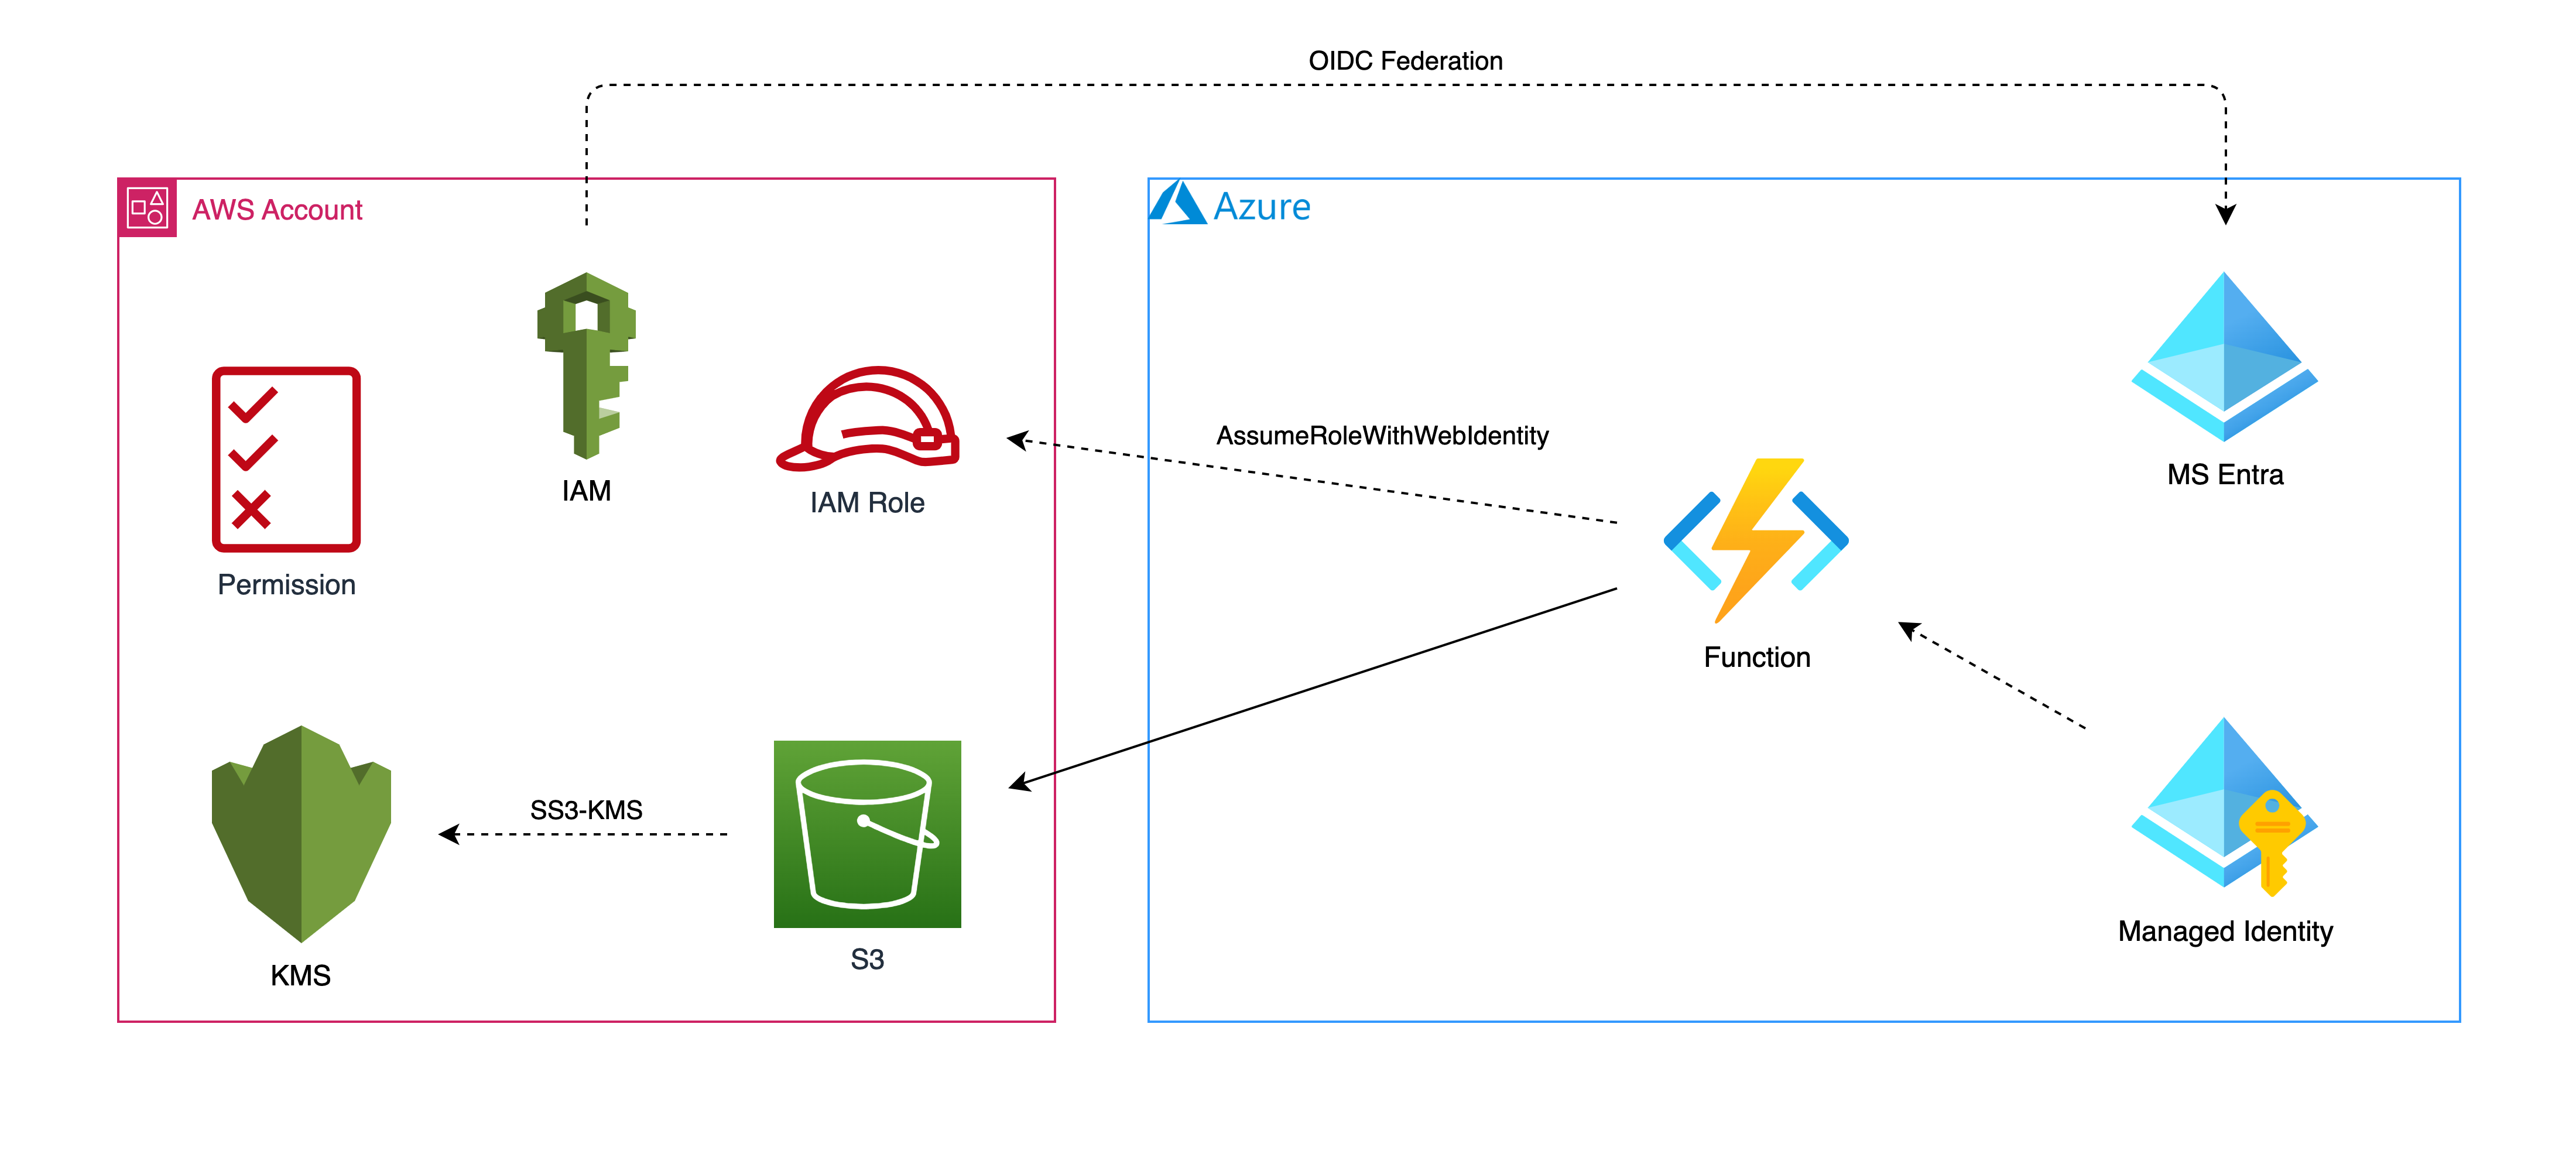 OIDC Federation
AWS Account
Azure
IAM
IAM Role
Permission
AssumeRoleWithWebIdentity
MS Entra
Function
SS3-KMS
KMS
S3
Managed Identity